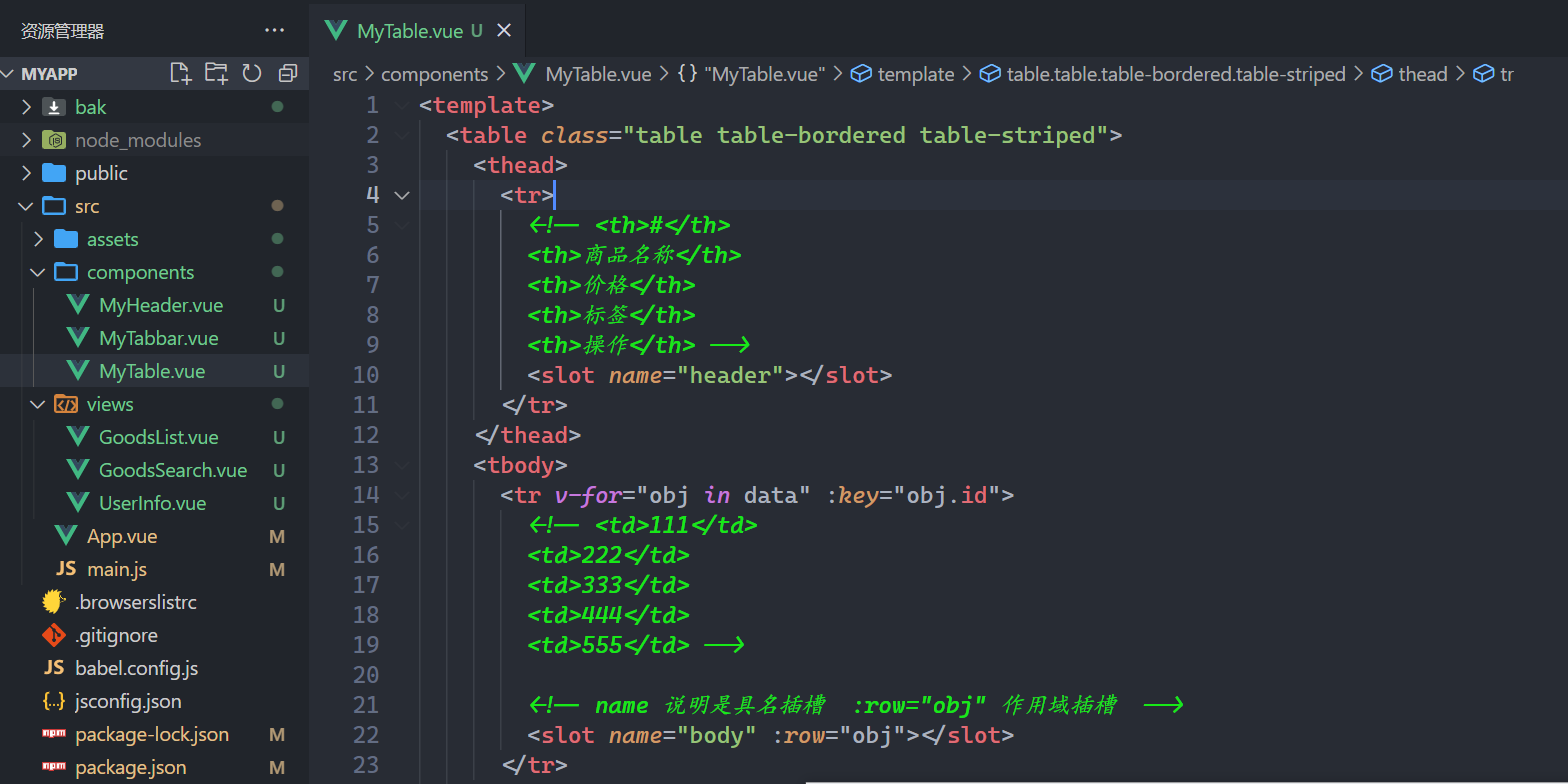 资源管理器
MYAPP
bak
node_modules
public
src
assets
components
MyHeader.vue U
MyTabbar.vue U
MyTable.vue U
views
GoodsList.vue U
GoodsSearch.vue U
UserInfo.vue U
App.vue M
JS main.js M
.browserslistrc
.gitignore
JS babel.config.js
{..} jsconfig.json
npm package-lock.json M
npm package.json M
MyTable.vue U
src > components > MyTable.vue > {} "MyTable.vue" > template > table.table.table-bordered.table-striped > thead > tr
1 <template>
2 <table class="table table-bordered table-striped">
3 <thead>
4 <tr>
5 <!-- <th>#</th>
6 <th>商品名称</th>
7 <th>价格</th>
8 <th>标签</th>
9 <th>操作</th> -->
10 <slot name="header"></slot>
11 </tr>
12 </thead>
13 <tbody>
14 <tr v-for="obj in data" :key="obj.id">
15 <!-- <td>111</td>
16 <td>222</td>
17 <td>333</td>
18 <td>444</td>
19 <td>555</td> -->
20
21 <!-- name 说明是具名插槽 :row="obj" 作用域插槽 -->
22 <slot name="body" :row="obj"></slot>
23 </tr>